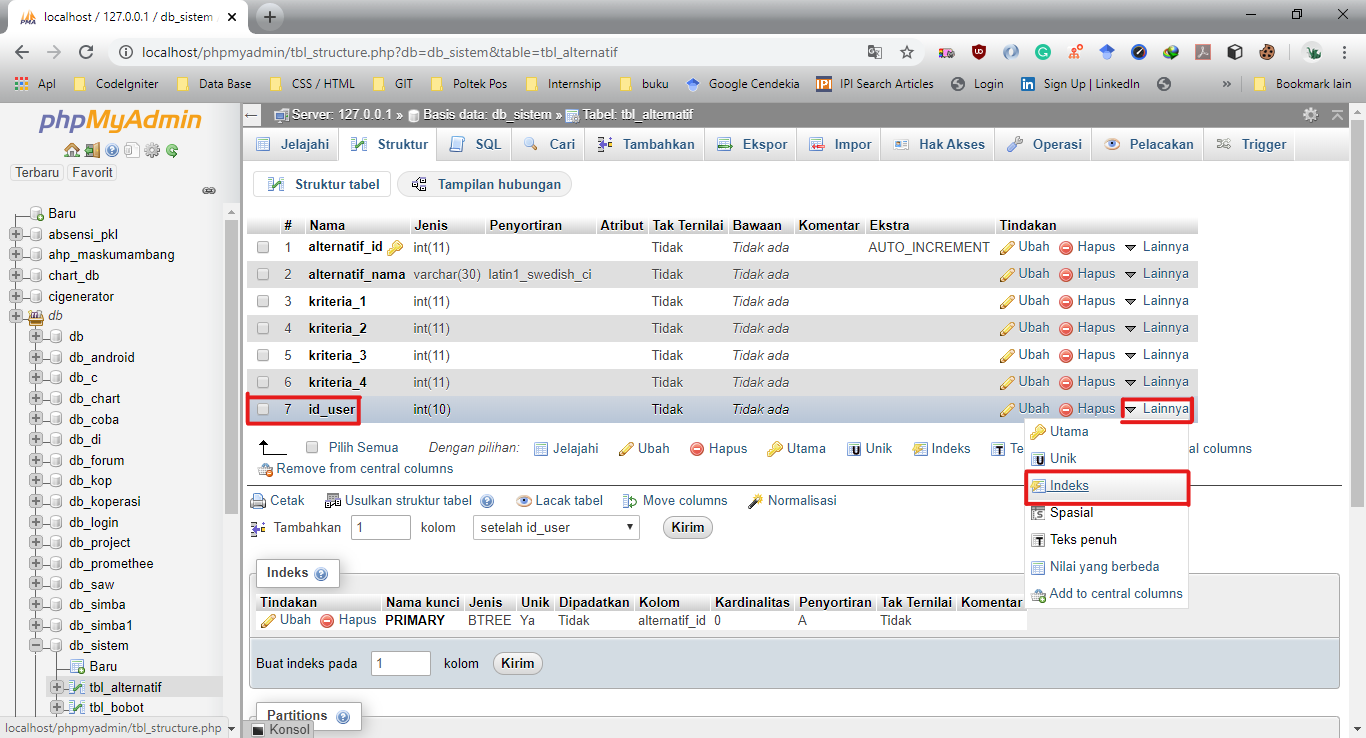 localhost / 127.0.0.1 / db_sistem
localhost/phpmyadmin/tbl_structure.php?db=db_sistem&table=tbl_alternatif
Apl CodeIgniter Data Base CSS / HTML GIT Poltek Pos Internship buku Google Cendekia IPI Search Articles Login Sign Up | LinkedIn » Bookmark lain
phpMyAdmin
Terbaru Favorit
Baru
absensi_pkl
ahp_maskumambang
chart_db
cigenerator
db
db
db_android
db_c
db_chart
db_coba
db_di
db_forum
db_kop
db_koperasi
db_login
db_project
db_promethee
db_saw
db_simba
db_simba1
db_sistem
Baru
tbl_alternatif
tbl_bobot
localhost/phpmyadmin/tbl_structure.php
Server: 127.0.0.1 » Basis data: db_sistem » Tabel: tbl_alternatif
Jelajahi Struktur SQL Cari Tambahkan Ekspor Impor Hak Akses Operasi Pelacakan Trigger
Struktur tabel Tampilan hubungan
# Nama Jenis Penyortiran Atribut Tak Ternilai Bawaan Komentar Ekstra Tindakan
1 alternatif_id int(11) Tidak Tidak ada AUTO_INCREMENT Ubah Hapus Lainnya
2 alternatif_nama varchar(30) latin1_swedish_ci Tidak Tidak ada Ubah Hapus Lainnya
3 kriteria_1 int(11) Tidak Tidak ada Ubah Hapus Lainnya
4 kriteria_2 int(11) Tidak Tidak ada Ubah Hapus Lainnya
5 kriteria_3 int(11) Tidak Tidak ada Ubah Hapus Lainnya
6 kriteria_4 int(11) Tidak Tidak ada Ubah Hapus Lainnya
7 id_user int(10) Tidak Tidak ada Ubah Hapus Lainnya
Utama
Unik
Indeks
Spasial
Teks penuh
Nilai yang berbeda
Add to central columns
Pilih Semua Dengan pilihan: Jelajahi Ubah Hapus Utama Unik Indeks Te al columns
Remove from central columns
Cetak Usulkan struktur tabel Lacak tabel Move columns Normalisasi
Tambahkan 1 kolom setelah id_user Kirim
Indeks
Tindakan Nama kunci Jenis Unik Dipadatkan Kolom Kardinalitas Penyortiran Tak Ternilai Komentar
Ubah Hapus PRIMARY BTREE Ya Tidak alternatif_id 0 A Tidak
Buat indeks pada 1 kolom Kirim
Partitions
Konsol